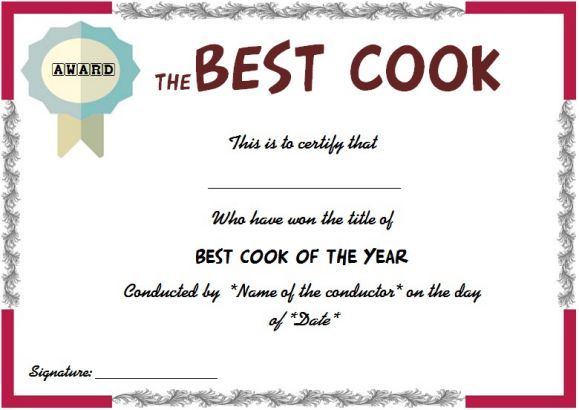 AWARD
THE BEST COOK
This is to certify that
Who have won the title of
BEST COOK OF THE YEAR
Conducted by *Name of the conductor* on the day
of *Date*
Signature: